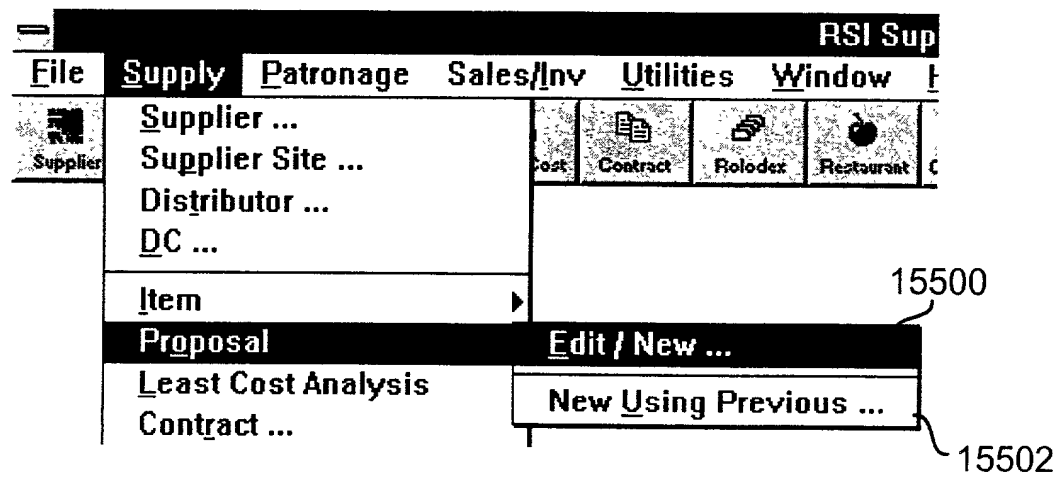 RSI Sup
File Supply Patronage Sales/Inv Utilities Window
Supplier Cost Contract Rolodex Restaurant
Supplier ...
Supplier Site ...
Distributor ...
DC ...
Item
15500
Proposal Edit / New ...
Least Cost Analysis
New Using Previous ...
Contract ...
15502